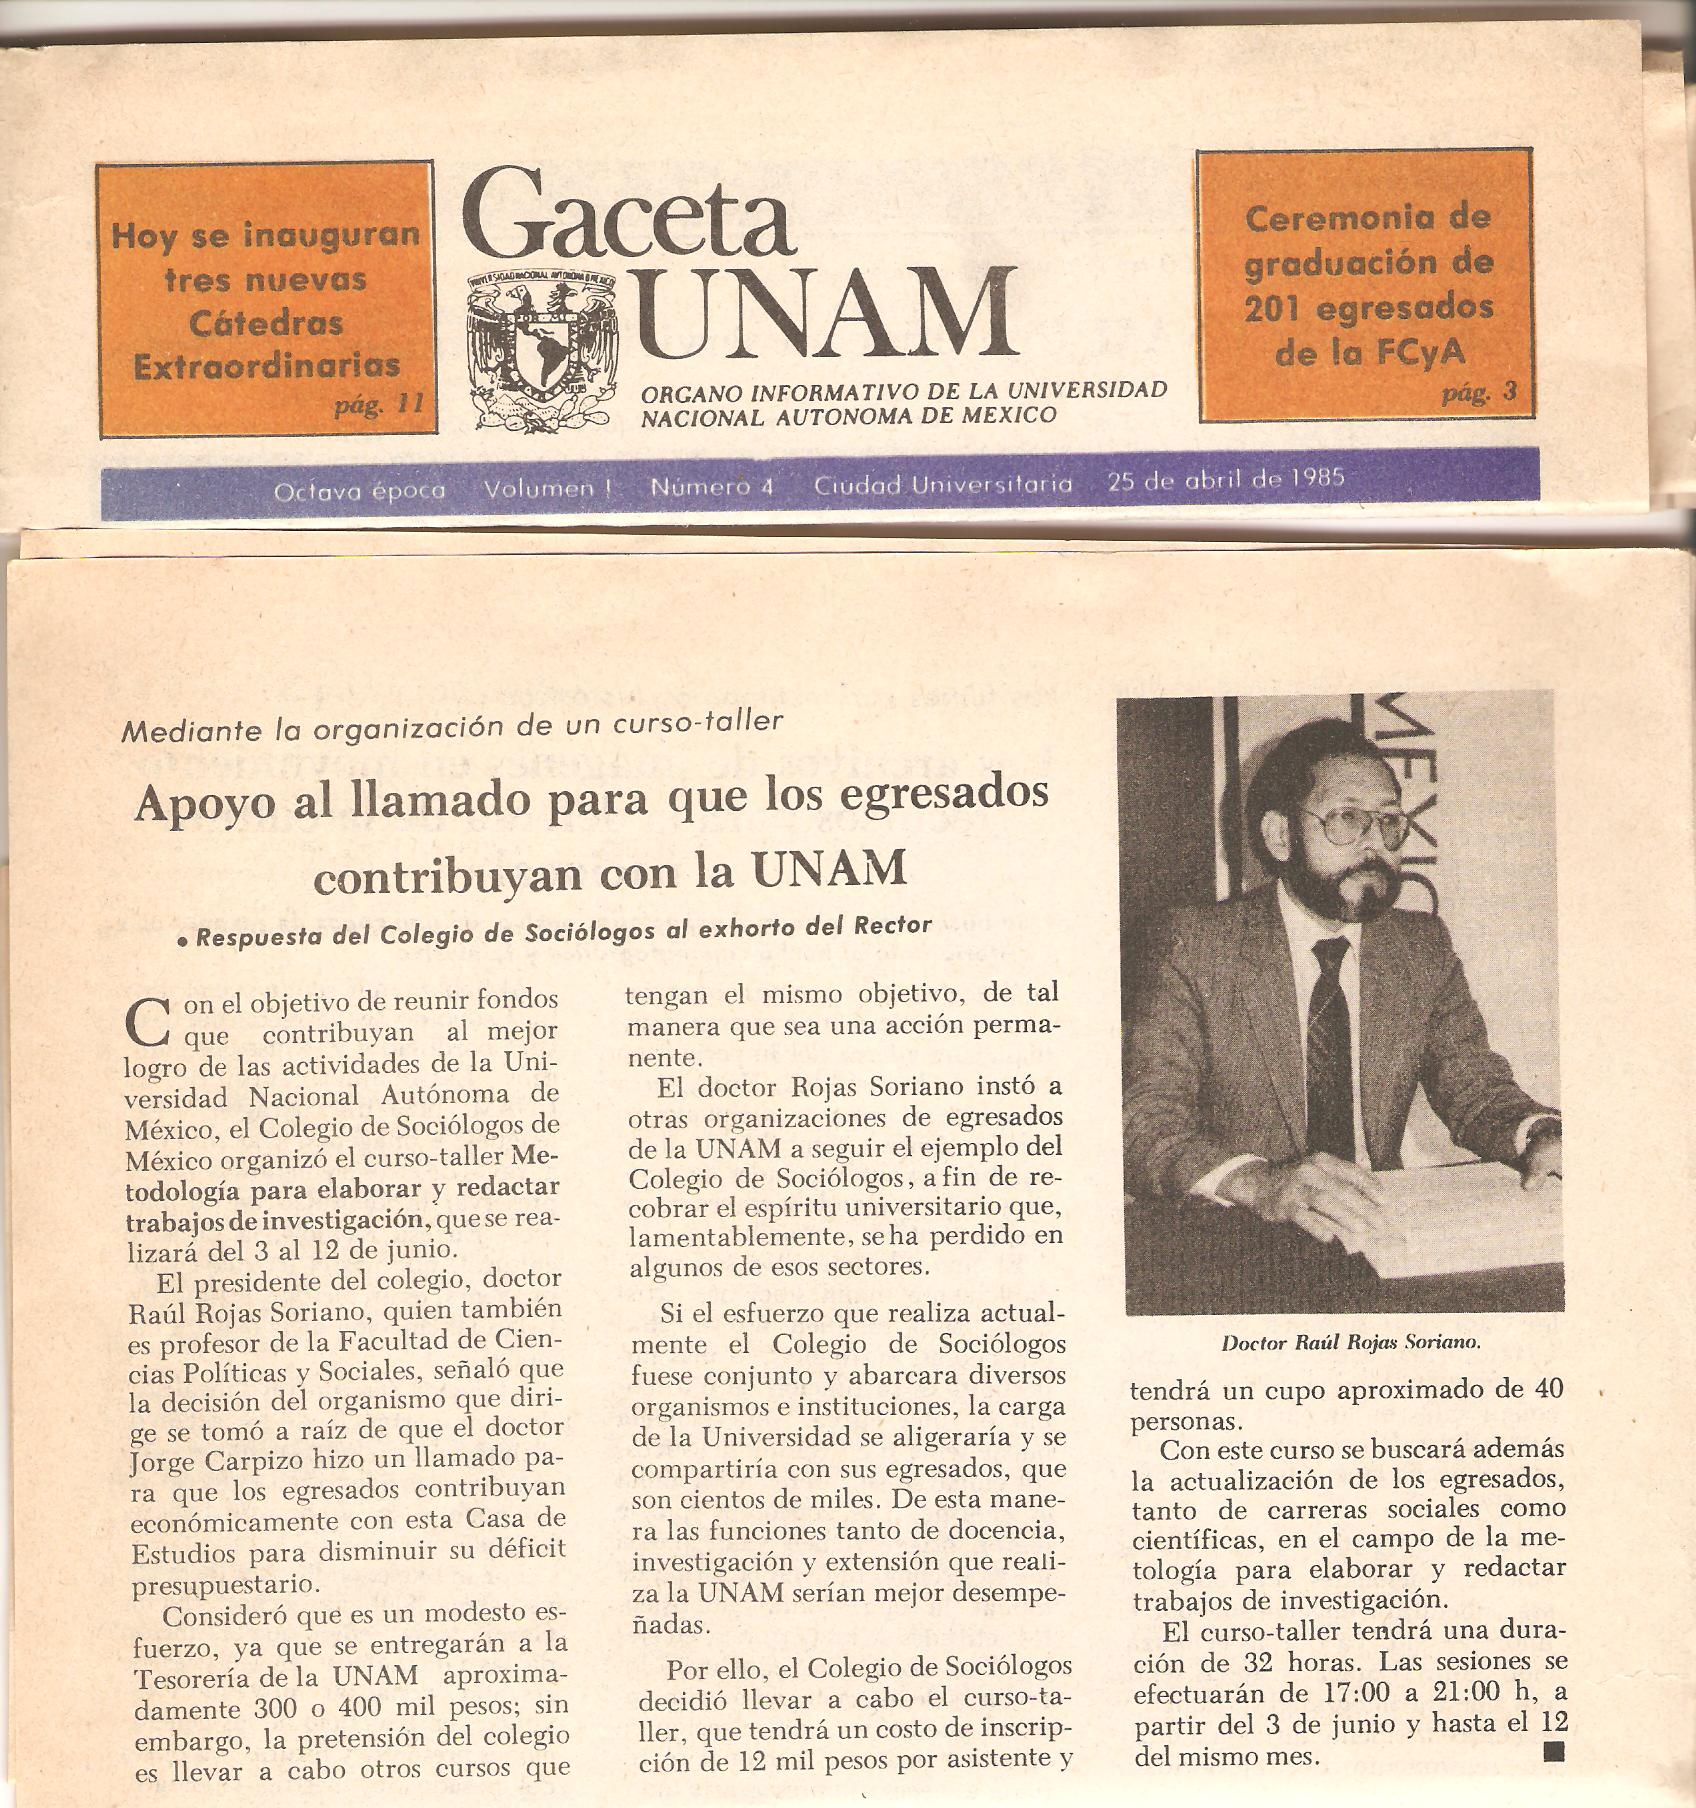 Hoy se inauguran
tres nuevas
Cátedras
Extraordinarias
pág. 11
Gaceta
UNAM
UNIVERSIDAD NACIONAL AUTONOMA DE MEXICO
ORGANO INFORMATIVO DE LA UNIVERSIDAD
NACIONAL AUTONOMA DE MEXICO
Ceremonia de
graduación de
201 egresados
de la FCyA
pág. 3
Octava época Volumen I Número 4 Ciudad Universitaria 25 de abril de 1985
Mediante la organización de un curso-taller
Apoyo al llamado para que los egresados
contribuyan con la UNAM
• Respuesta del Colegio de Sociólogos al exhorto del Rector
Con el objetivo de reunir fondos
que contribuyan al mejor
logro de las actividades de la Uni-
versidad Nacional Autónoma de
México, el Colegio de Sociólogos de
México organizó el curso-taller Me-
todología para elaborar y redactar
trabajos de investigación, que se rea-
lizará del 3 al 12 de junio.
El presidente del colegio, doctor
Raúl Rojas Soriano, quien también
es profesor de la Facultad de Cien-
cias Políticas y Sociales, señaló que
la decisión del organismo que diri-
ge se tomó a raíz de que el doctor
Jorge Carpizo hizo un llamado pa-
ra que los egresados contribuyan
económicamente con esta Casa de
Estudios para disminuir su déficit
presupuestario.
Consideró que es un modesto es-
fuerzo, ya que se entregarán a la
Tesorería de la UNAM aproxima-
damente 300 o 400 mil pesos; sin
embargo, la pretensión del colegio
es llevar a cabo otros cursos que
tengan el mismo objetivo, de tal
manera que sea una acción perma-
nente.
El doctor Rojas Soriano instó a
otras organizaciones de egresados
de la UNAM a seguir el ejemplo del
Colegio de Sociólogos, a fin de re-
cobrar el espíritu universitario que,
lamentablemente, se ha perdido en
algunos de esos sectores.
Si el esfuerzo que realiza actual-
mente el Colegio de Sociólogos
fuese conjunto y abarcara diversos
organismos e instituciones, la carga
de la Universidad se aligeraría y se
compartiría con sus egresados, que
son cientos de miles. De esta mane-
ra las funciones tanto de docencia,
investigación y extensión que reali-
za la UNAM serían mejor desempe-
ñadas.
Por ello, el Colegio de Sociólogos
decidió llevar a cabo el curso-ta-
ller, que tendrá un costo de inscrip-
ción de 12 mil pesos por asistente y
MEXICO
Doctor Raúl Rojas Soriano.
tendrá un cupo aproximado de 40
personas.
Con este curso se buscará además
la actualización de los egresados,
tanto de carreras sociales como
científicas, en el campo de la me-
tología para elaborar y redactar
trabajos de investigación.
El curso-taller tendrá una dura-
ción de 32 horas. Las sesiones se
efectuarán de 17:00 a 21:00 h, a
partir del 3 de junio y hasta el 12
del mismo mes.